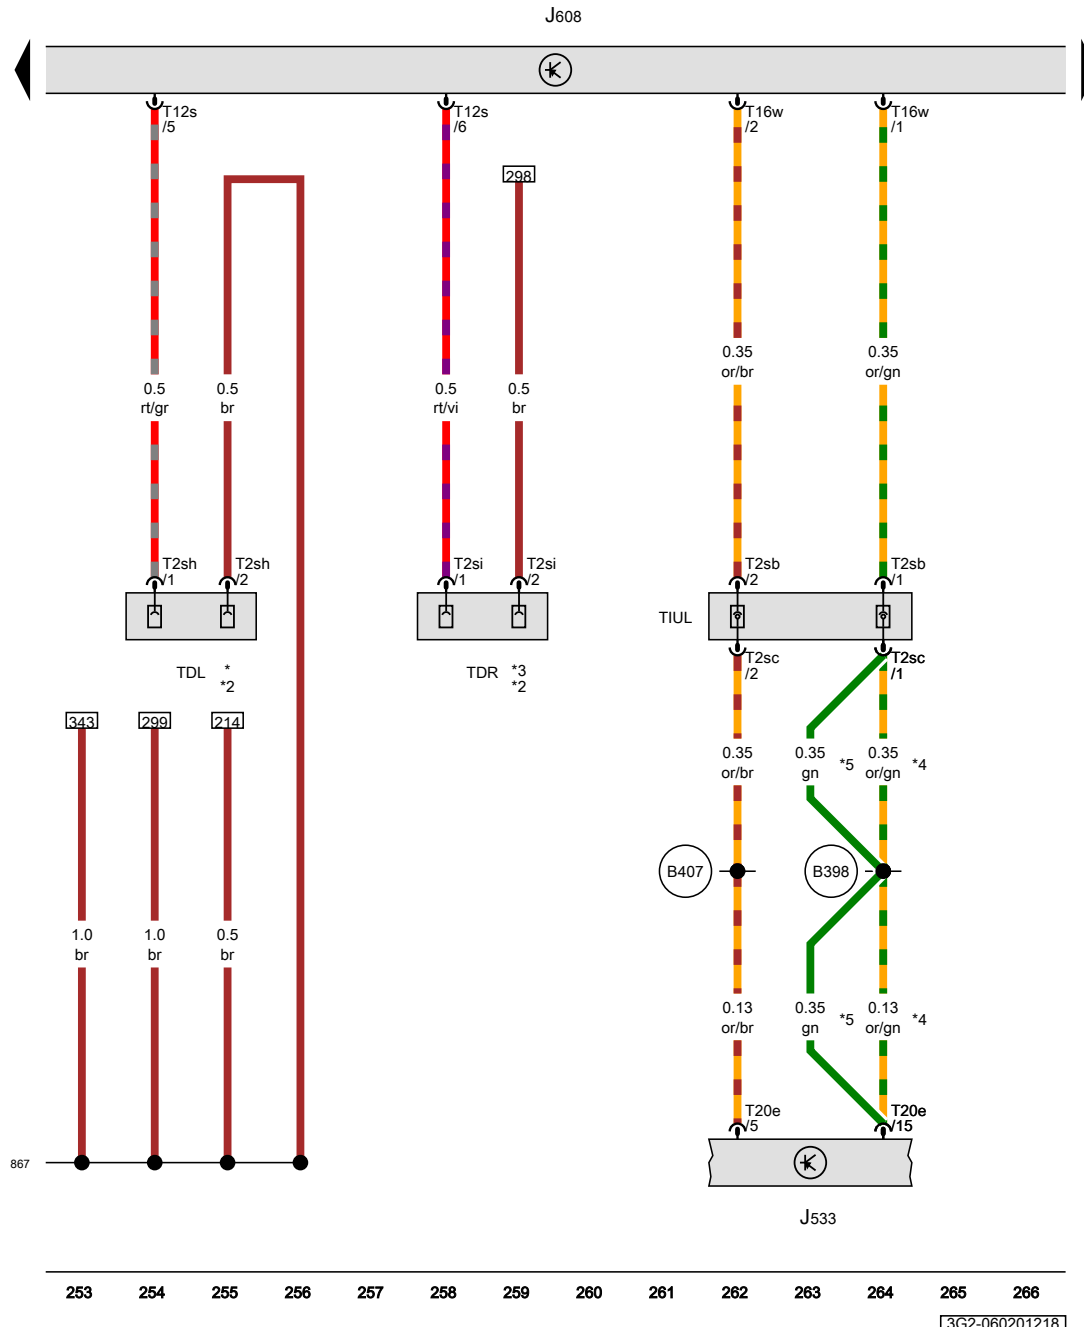 J608
T12s
/5
T12s
/6
T16w
/2
T16w
/1
298
0.35
or/br
0.35
or/gn
0.5
rt/gr
0.5
br
0.5
rt/vi
0.5
br
T2sh
/1
T2sh
/2
T2si
/1
T2si
/2
T2sb
/2
T2sb
/1
TIUL
TDL *
*2
TDR *3
*2
T2sc
/2
T2sc
/1
343
299
214
0.35
or/br
0.35
gn
*5
0.35
or/gn
*4
B407
B398
1.0
br
1.0
br
0.5
br
0.13
or/br
0.35
gn
*5
0.13
or/gn
*4
T20e
/5
T20e
/15
867
J533
253 254 255 256 257 258 259 260 261 262 263 264 265 266
3G2-060201218